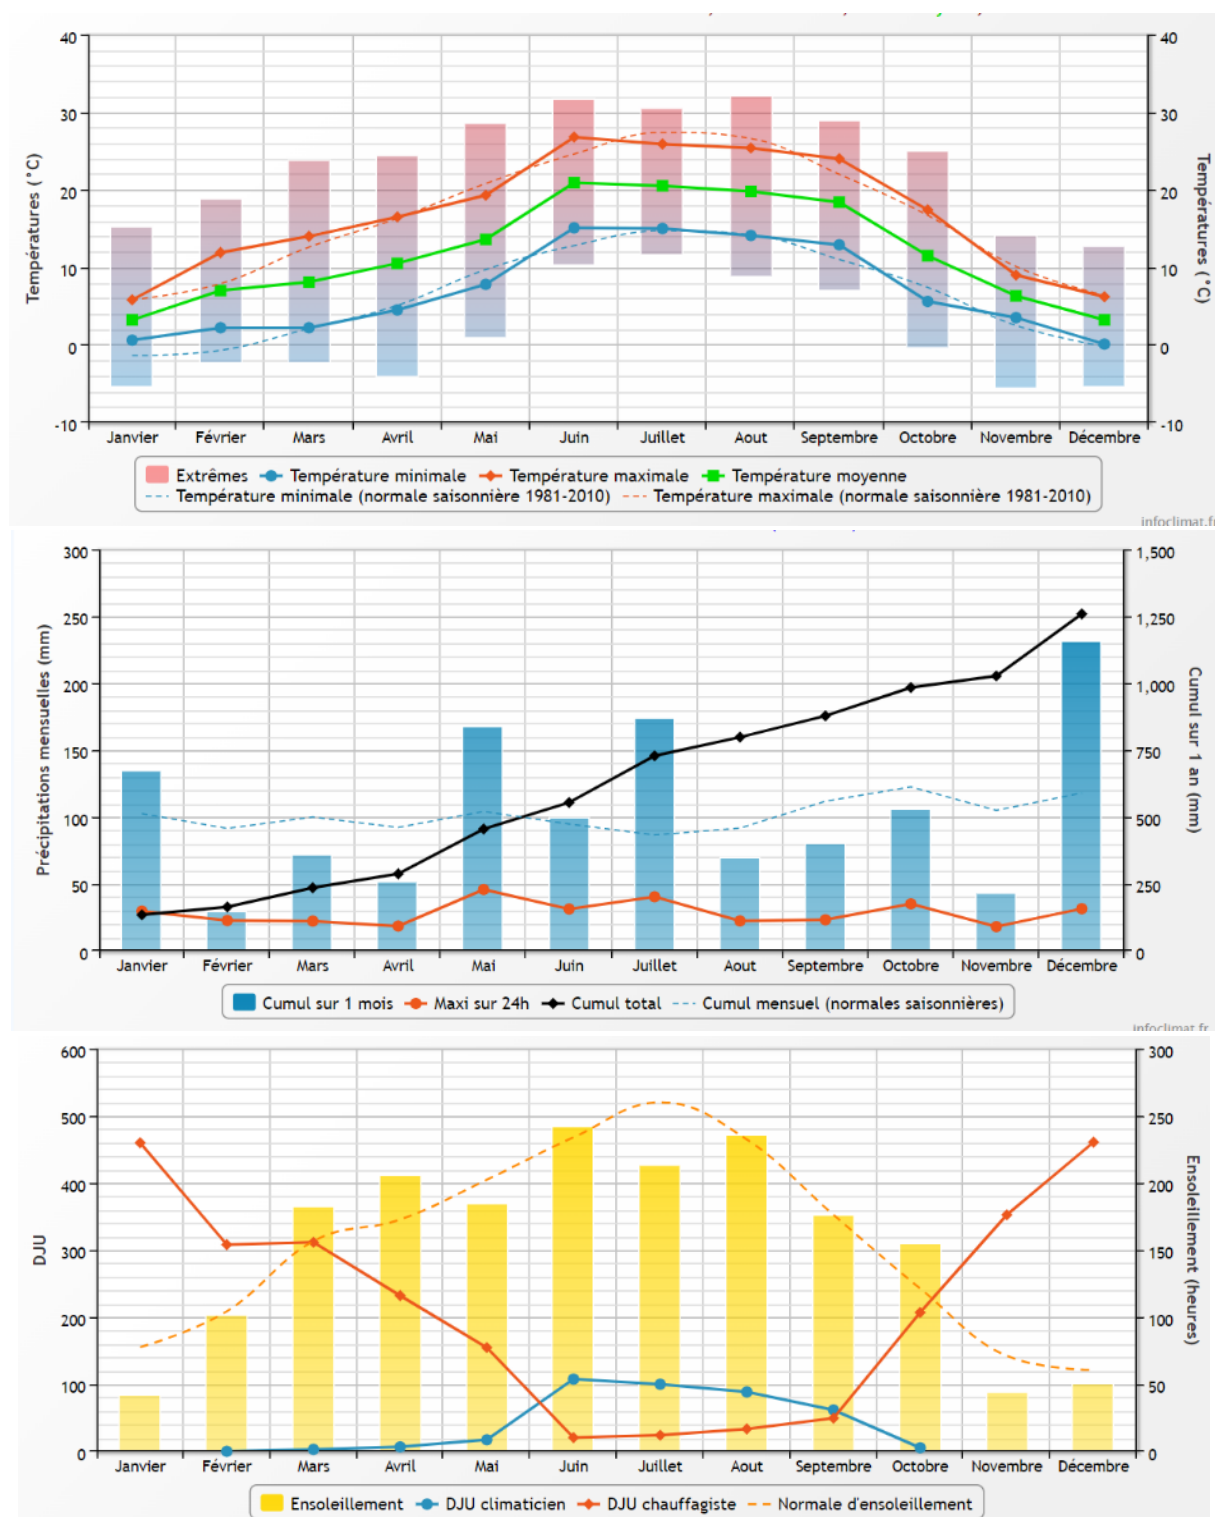 40
40
30
30
20
20
10
10
0
0
-10
-10
Températures (°C)
Températures (°C)
Janvier Février Mars Avril Mai Juin Juillet Aout Septembre Octobre Novembre Décembre
Extrêmes Température minimale Température maximale Température moyenne
Température minimale (normale saisonnière 1981-2010) Température maximale (normale saisonnière 1981-2010)
infoclimat.fr
300
1,500
250
1,250
200
1,000
150
750
100
500
50
250
0
0
Précipitations mensuelles (mm)
Cumul sur 1 an (mm)
Janvier Février Mars Avril Mai Juin Juillet Aout Septembre Octobre Novembre Décembre
Cumul sur 1 mois Maxi sur 24h Cumul total Cumul mensuel (normales saisonnières)
infoclimat.fr
600
300
500
250
400
200
300
150
200
100
100
50
0
0
DJU
Ensoleillement (heures)
Janvier Février Mars Avril Mai Juin Juillet Aout Septembre Octobre Novembre Décembre
Ensoleillement DJU climaticien DJU chauffagiste Normale d'ensoleillement